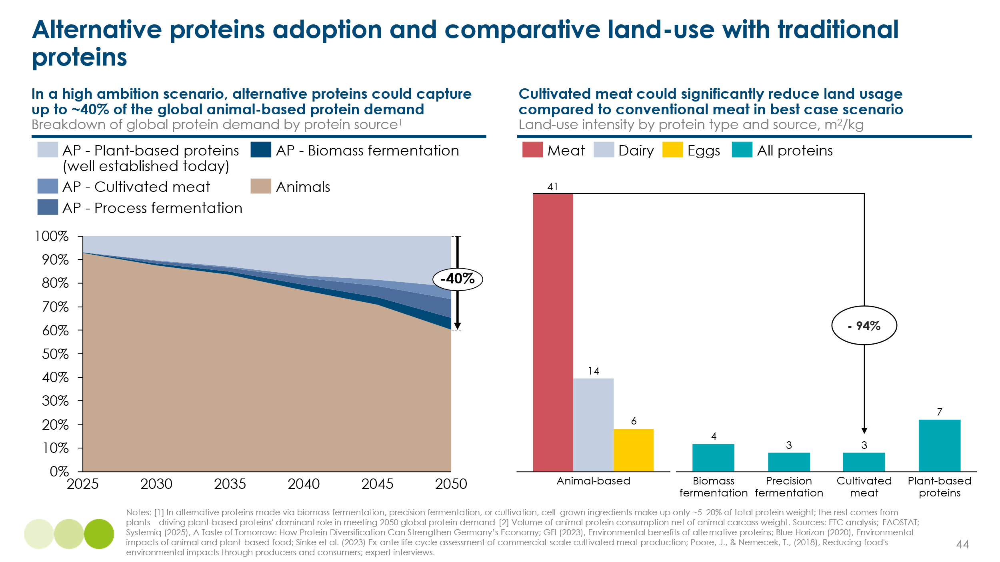 Alternative proteins adoption and comparative land-use with traditional
proteins
In a high ambition scenario, alternative proteins could capture
up to ~40% of the global animal-based protein demand
Breakdown of global protein demand by protein source¹
AP - Plant-based proteins
(well established today)
AP - Biomass fermentation
AP - Cultivated meat
Animals
AP - Process fermentation
100%
90%
80%
70%
60%
50%
40%
30%
20%
10%
0%
-40%
2025 2030 2035 2040 2045 2050
Cultivated meat could significantly reduce land usage
compared to conventional meat in best case scenario
Land-use intensity by protein type and source, m²/kg
Meat Dairy Eggs All proteins
41
14
6
4
3
3
7
- 94%
Animal-based
Biomass
fermentation
Precision
fermentation
Cultivated
meat
Plant-based
proteins
Notes: [1] In alternative proteins made via biomass fermentation, precision fermentation, or cultivation, cell-grown ingredients make up only ~5–20% of total protein weight; the rest comes from
plants—driving plant-based proteins' dominant role in meeting 2050 global protein demand [2] Volume of animal protein consumption net of animal carcass weight. Sources: ETC analysis; FAOSTAT;
Systemiq (2025), A Taste of Tomorrow: How Protein Diversification Can Strengthen Germany’s Economy; GFI (2023), Environmental benefits of alternative proteins; Blue Horizon (2020), Environmental
impacts of animal and plant-based food; Sinke et al. (2023) Ex-ante life cycle assessment of commercial-scale cultivated meat production; Poore, J., & Nemecek, T., (2018), Reducing food's
environmental impacts through producers and consumers; expert interviews.
44